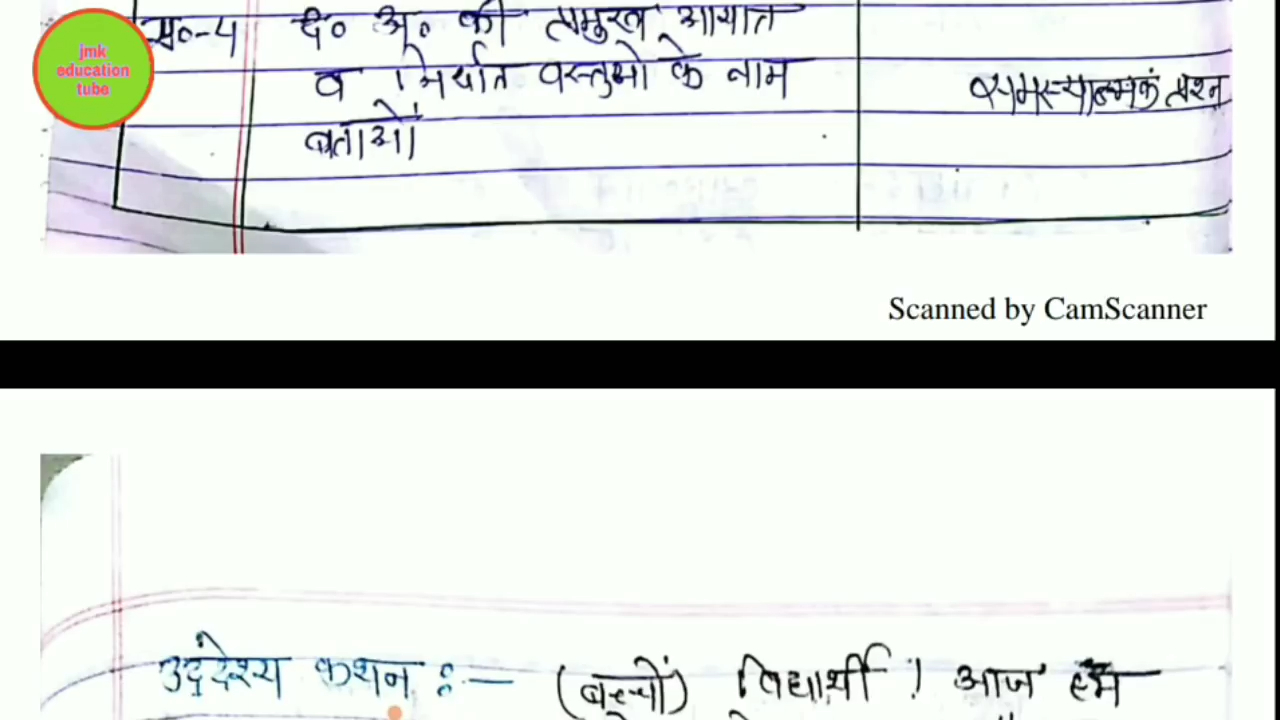 jmk
education
tube
प्र०-4 द० अ० की प्रमुख आयात
व निर्यात वस्तुओ के नाम
बताओं
समस्यात्मक प्रश्न
Scanned by CamScanner
उद्देश्य कथन :- (बच्चों) विद्यार्थी ! आज हम